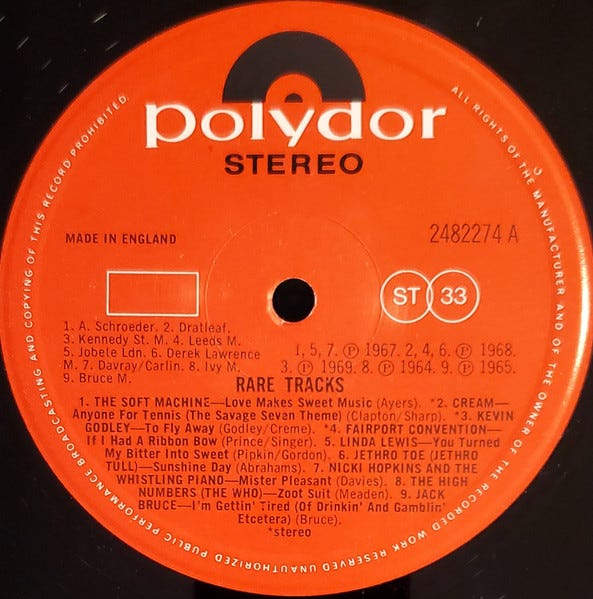 polydor
STEREO
MADE IN ENGLAND
2482274 A
ST 33
1. A. Schroeder. 2. Dratleaf.
3. Kennedy St. M. 4. Leeds M.
5. Jobete Ldn. 6. Derek Lawrence
M. 7. Davray/Carlin. 8. Ivy M.
9. Bruce M.
1, 5, 7. ℗ 1967. 2, 4, 6. ℗ 1968.
3. ℗ 1969. 8. ℗ 1964. 9. ℗ 1965.
RARE TRACKS
1. THE SOFT MACHINE—Love Makes Sweet Music (Ayers). *2. CREAM—
Anyone For Tennis (The Savage Seven Theme) (Clapton/Sharp). *3. KEVIN
GODLEY—To Fly Away (Godley/Creme). *4. FAIRPORT CONVENTION—
If I Had A Ribbon Bow (Prince/Singer). 5. LINDA LEWIS—You Turned
My Bitter Into Sweet (Pipkin/Gordon). 6. JETHRO TOE (JETHRO
TULL)—Sunshine Day (Abrahams). 7. NICKI HOPKINS AND THE
WHISTLING PIANO—Mister Pleasant (Davies). 8. THE HIGH
NUMBERS (THE WHO)—Zoot Suit (Meaden). 9. JACK
BRUCE—I'm Gettin' Tired (Of Drinkin' And Gamblin'
Etcetera) (Bruce).
*stereo
ALL RIGHTS OF THE MANUFACTURER AND OF THE OWNER OF THE RECORDED WORK RESERVED UNAUTHORIZED PUBLIC PERFORMANCE BROADCASTING AND COPYING OF THIS RECORD PROHIBITED.